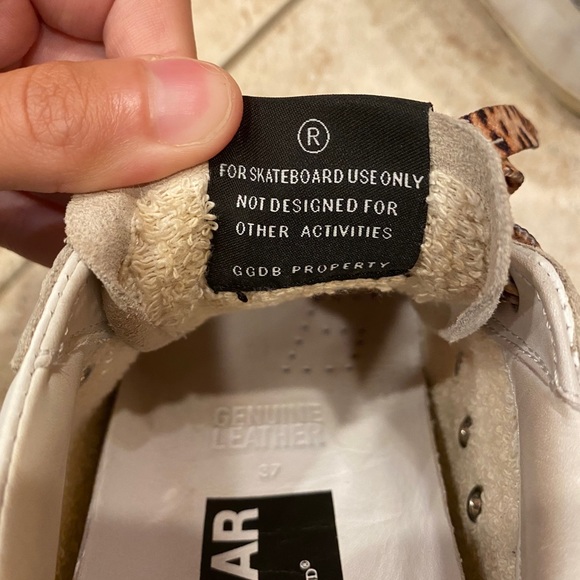 ®
FOR SKATEBOARD USE ONLY
NOT DESIGNED FOR
OTHER ACTIVITIES
GGDB PROPERTY
GENUINE
LEATHER
37
AR
D®